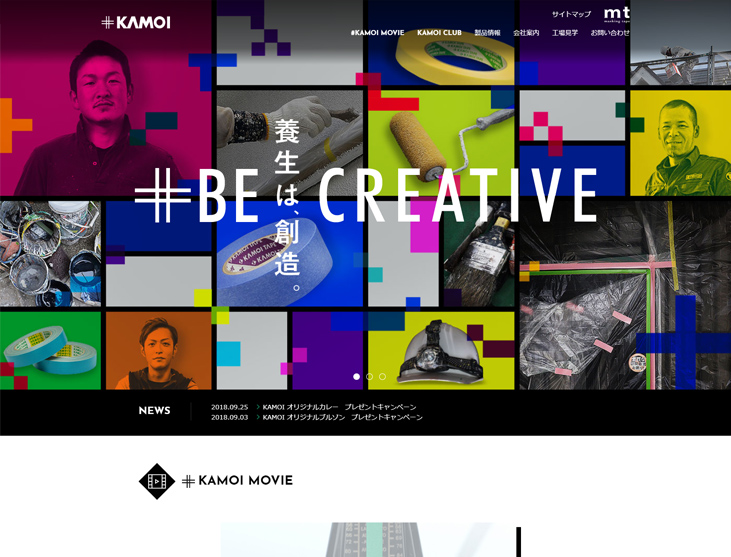 #KAMOI
サイトマップ
mt
masking tape
#KAMOI MOVIE
KAMOI CLUB
製品情報
会社案内
工場見学
お問い合わせ
養生は、創造。
#BE CREATIVE
KAMOI TAPE
NEWS
2018.09.25 > KAMOI オリジナルカレー プレゼントキャンペーン
2018.09.03 > KAMOI オリジナルブルゾン プレゼントキャンペーン
#KAMOI MOVIE